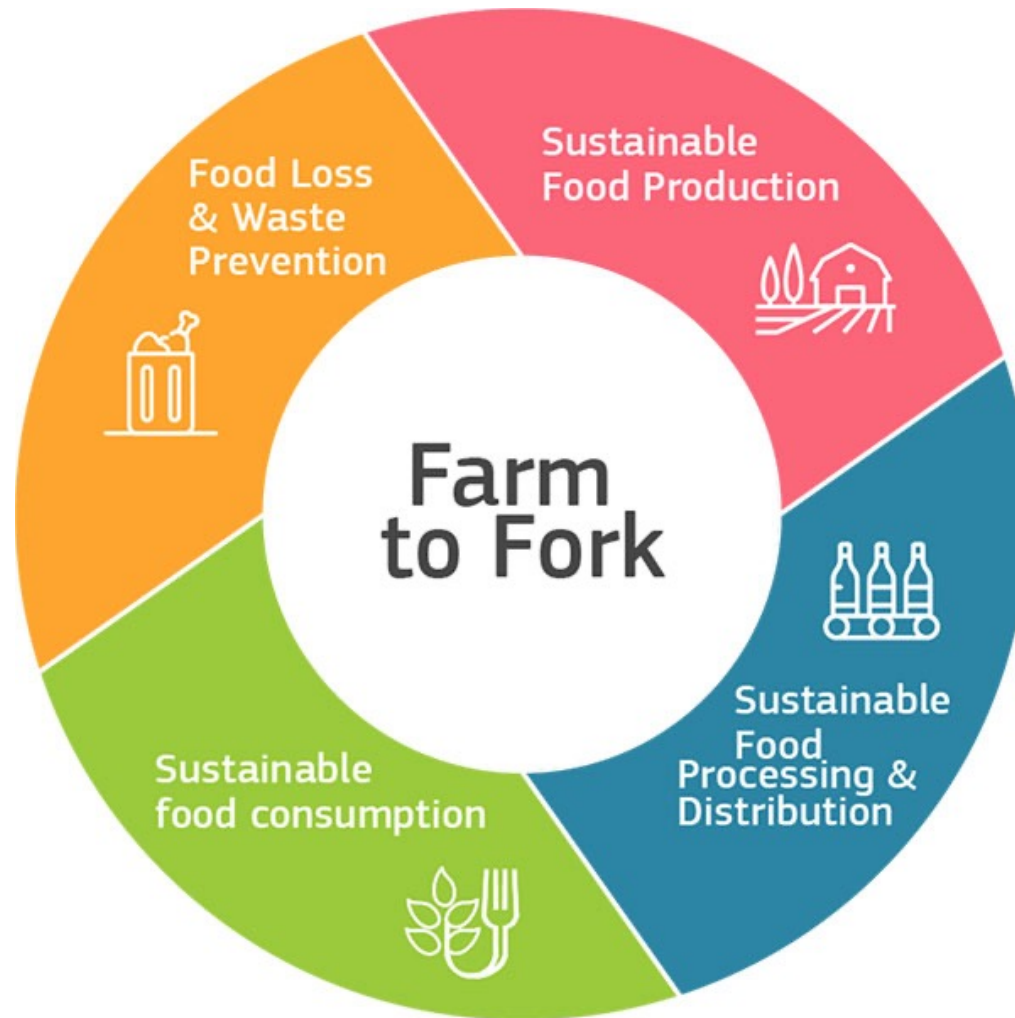 Food Loss
& Waste
Prevention
Sustainable
Food Production
Farm
to Fork
Sustainable
Food
Processing &
Distribution
Sustainable
food consumption